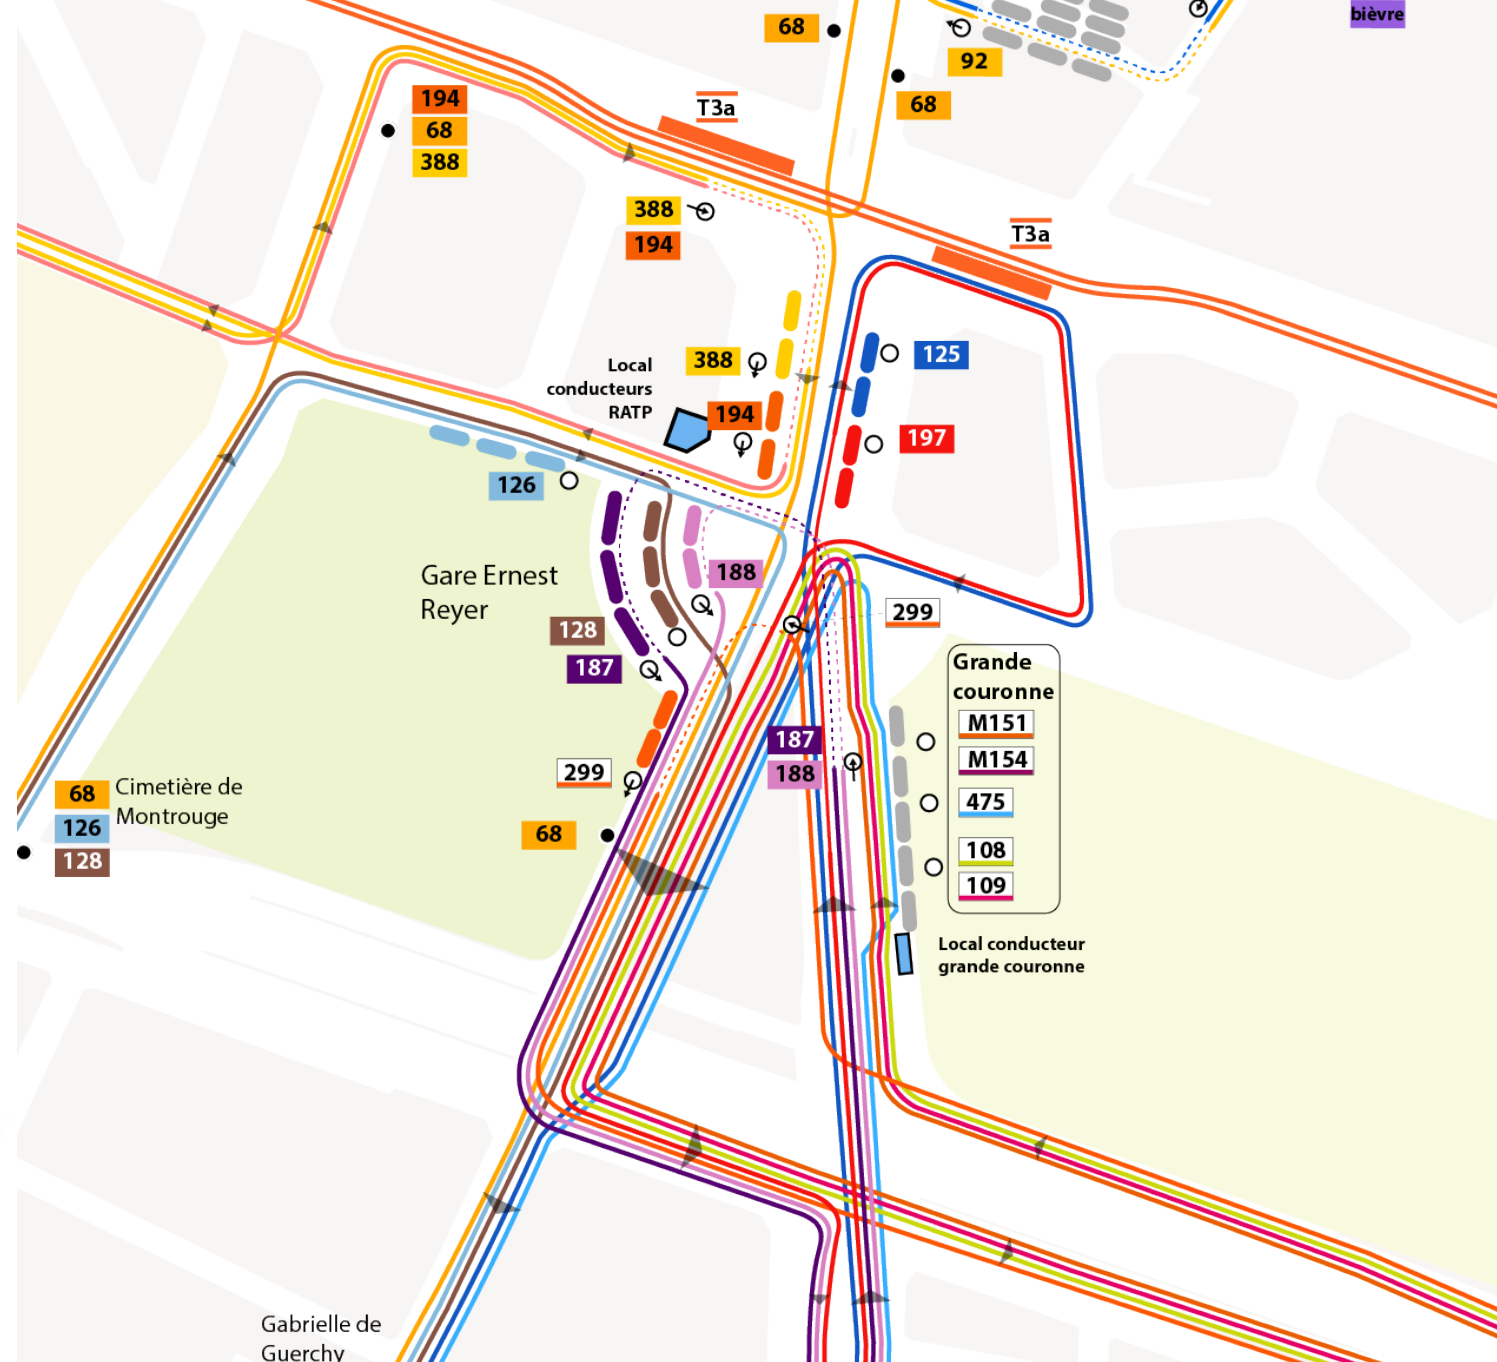 bièvre
68
92
68
T3a
194
68
388
388
194
T3a
Local
conducteurs
RATP
388
194
125
197
126
Gare Ernest
Reyer
188
128
187
299
Grande
couronne
M151
M154
475
108
109
187
188
299
68
68
126
128
Cimetière de
Montrouge
Local conducteur
grande couronne
Gabrielle de
Guerchy